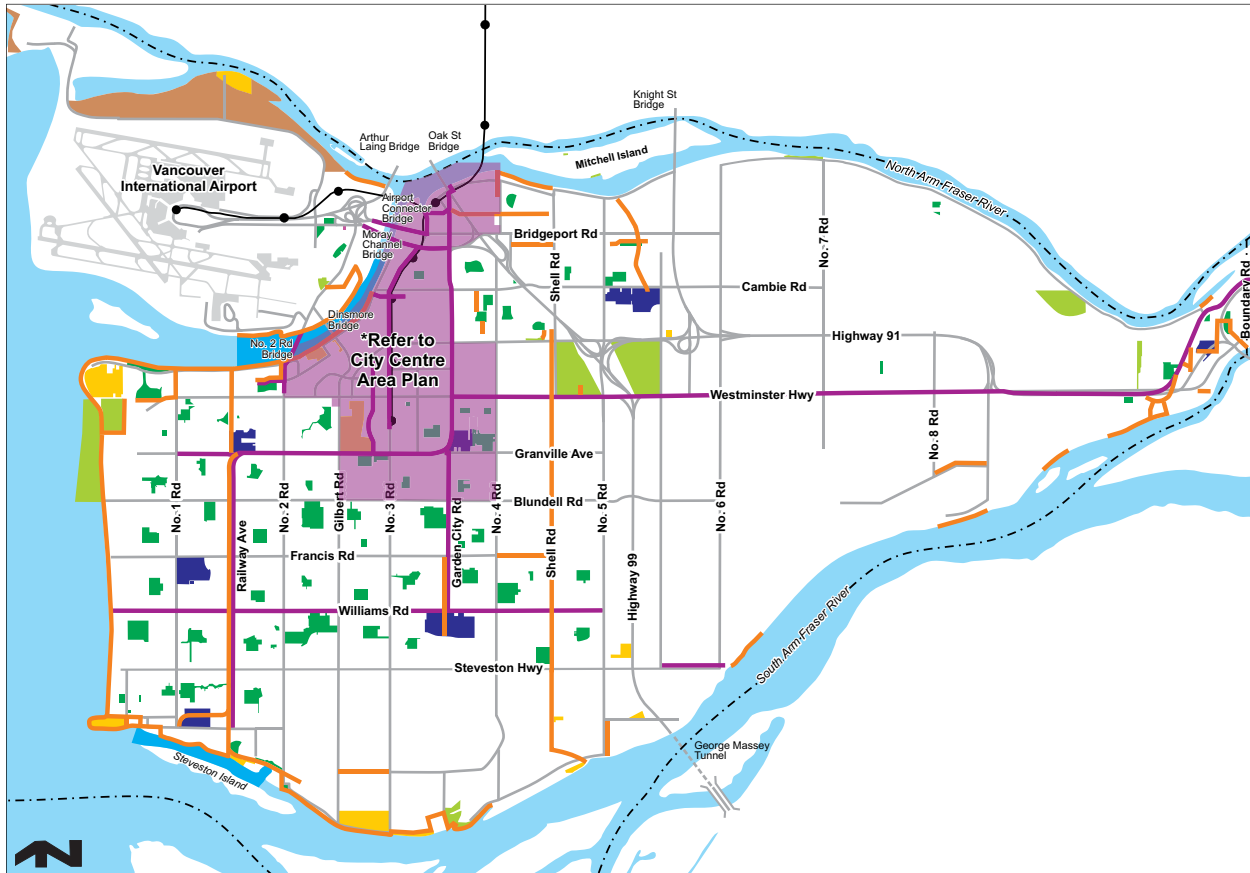 Knight St
Bridge
Arthur
Laing Bridge
Oak St
Bridge
Mitchell Island
Vancouver
International Airport
North Arm Fraser River
Airport
Connector
Bridge
Moray
Channel
Bridge
Bridgeport Rd
No. 7 Rd
Shell Rd
Boundary Rd
Cambie Rd
Dinsmore
Bridge
No. 2 Rd
Bridge
*Refer to
City Centre
Area Plan
Highway 91
Westminster Hwy
No. 8 Rd
Granville Ave
Blundell Rd
No. 1 Rd
Railway Ave
No. 2 Rd
Gilbert Rd
No. 3 Rd
Garden City Rd
No. 4 Rd
Shell Rd
No. 5 Rd
Highway 99
No. 6 Rd
Francis Rd
Williams Rd
Steveston Hwy
South Arm Fraser River
George Massey
Tunnel
Steveston Island
N